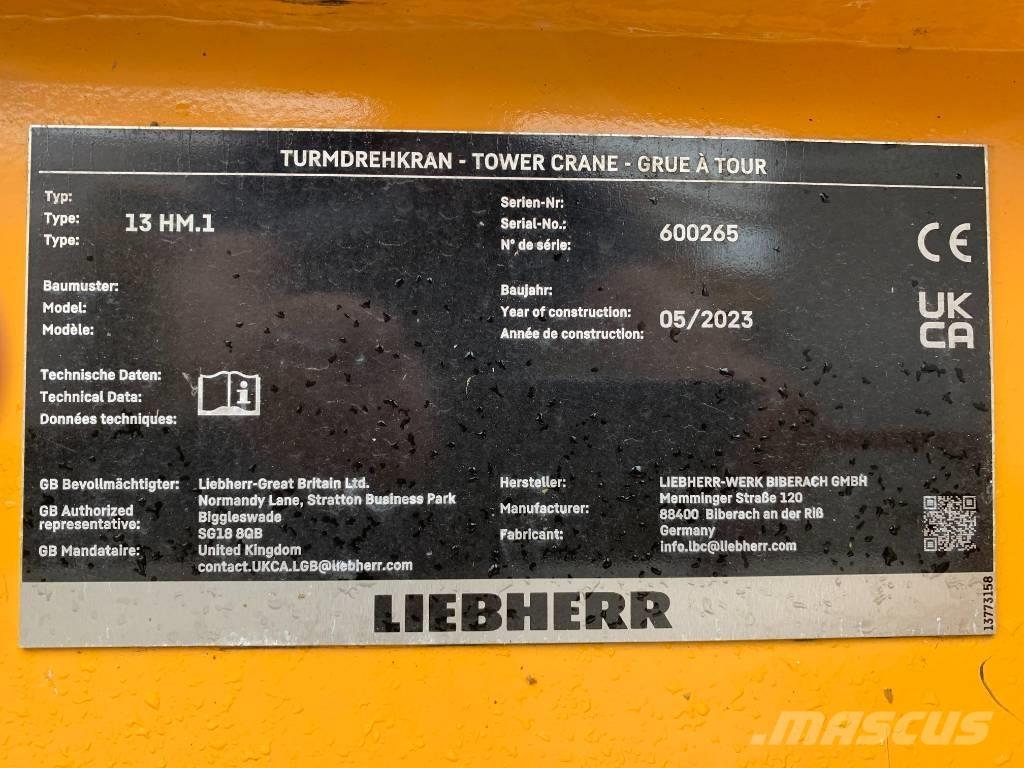 TURMDREHKRAN - TOWER CRANE - GRUE À TOUR
Typ:
Type:
Type:
13 HM.1
Serien-Nr:
Serial-No.:
N° de série:
600265
CE
Baumuster:
Model:
Modèle:
Baujahr:
Year of construction:
Année de construction:
05/2023
UK
CA
Technische Daten:
Technical Data:
Données techniques:
i
GB Bevollmächtigter:
GB Authorized
representative:
GB Mandataire:
Liebherr-Great Britain Ltd.
Normandy Lane, Stratton Business Park
Biggleswade
SG18 8QB
United Kingdom
contact.UKCA.LGB@liebherr.com
Hersteller:
Manufacturer:
Fabricant:
LIEBHERR-WERK BIBERACH GMBH
Memminger Straße 120
88400 Biberach an der Riß
Germany
info.lbc@liebherr.com
13773158
LIEBHERR
MASCUS